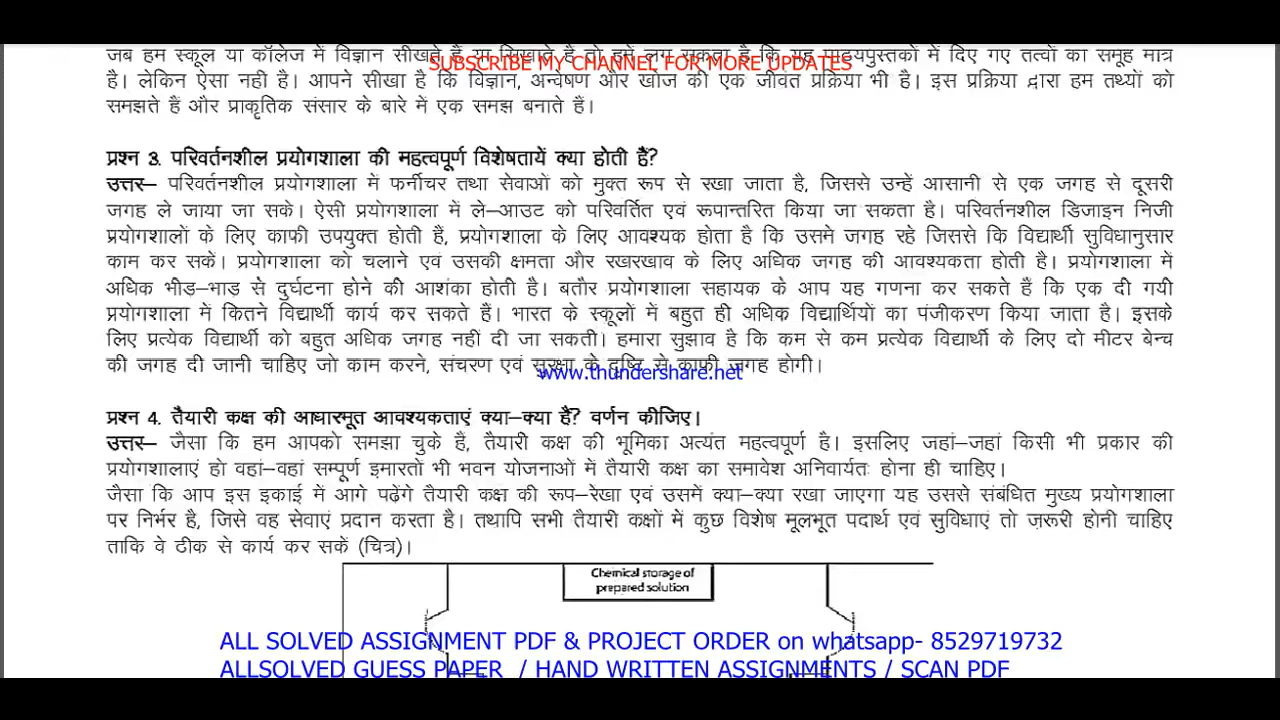 जब हम स्कूल या कॉलेज में विज्ञान सीखते हैं या सिखाते हैं तो हमें लग सकता है कि यह पाठ्यपुस्तकों में दिए गए तत्वों का समूह मात्र
SUBSCRIBE MY CHANNEL FOR MORE UPDATES
है। लेकिन ऐसा नही है। आपने सीखा है कि विज्ञान, अन्वेषण और खोज की एक जीवंत प्रक्रिया भी है। इस प्रक्रिया द्वारा हम तथ्यों को
समझते हैं और प्राकृतिक संसार के बारे में एक समझ बनाते हैं।
प्रश्न 3. परिवर्तनशील प्रयोगशाला की महत्वपूर्ण विशेषतायें क्या होती हैं?
उत्तर– परिवर्तनशील प्रयोगशाला में फर्नीचर तथा सेवाओं को मुक्त रूप से रखा जाता है, जिससे उन्हें आसानी से एक जगह से दूसरी
जगह ले जाया जा सके। ऐसी प्रयोगशाला में ले–आउट को परिवर्तित एवं रूपान्तरित किया जा सकता है। परिवर्तनशील डिजाइन निजी
प्रयोगशालों के लिए काफी उपयुक्त होती हैं, प्रयोगशाला के लिए आवश्यक होता है कि उसमे जगह रहे जिससे कि विद्यार्थी सुविधानुसार
काम कर सकें। प्रयोगशाला को चलाने एवं उसकी क्षमता और रखरखाव के लिए अधिक जगह की आवश्यकता होती है। प्रयोगशाला में
अधिक भीड़–भाड़ से दुर्घटना होने की आशंका होती है। बतौर प्रयोगशाला सहायक के आप यह गणना कर सकते हैं कि एक दी गयी
प्रयोगशाला में कितने विद्यार्थी कार्य कर सकते हैं। भारत के स्कूलों में बहुत ही अधिक विद्यार्थियों का पंजीकरण किया जाता है। इसके
लिए प्रत्येक विद्यार्थी को बहुत अधिक जगह नहीं दी जा सकती। हमारा सुझाव है कि कम से कम प्रत्येक विद्यार्थी के लिए दो मीटर बेन्च
की जगह दी जानी चाहिए जो काम करने, संचरण एवं सुरक्षा के दृष्टि से काफी जगह होगी।
www.thundershare.net
प्रश्न 4. तैयारी कक्ष की आधारभूत आवश्यकताएं क्या–क्या हैं? वर्णन कीजिए।
उत्तर– जैसा कि हम आपको समझा चुके हैं, तैयारी कक्ष की भूमिका अत्यंत महत्वपूर्ण है। इसलिए जहां–जहां किसी भी प्रकार की
प्रयोगशालाएं हो वहां–वहां सम्पूर्ण इमारतों भी भवन योजनाओं में तैयारी कक्ष का समावेश अनिवार्यतः होना ही चाहिए।
जैसा कि आप इस इकाई में आगे पढ़ेंगे तैयारी कक्ष की रूप–रेखा एवं उसमें क्या–क्या रखा जाएगा यह उससे संबंधित मुख्य प्रयोगशाला
पर निर्भर है, जिसे वह सेवाएं प्रदान करता है। तथापि सभी तैयारी कक्षों में कुछ विशेष मूलभूत पदार्थ एवं सुविधाएं तो ज़रूरी होनी चाहिए
ताकि वे ठीक से कार्य कर सकें (चित्र)।
Chemical storage of
prepared solution
ALL SOLVED ASSIGNMENT PDF & PROJECT ORDER on whatsapp- 8529719732
ALLSOLVED GUESS PAPER / HAND WRITTEN ASSIGNMENTS / SCAN PDF